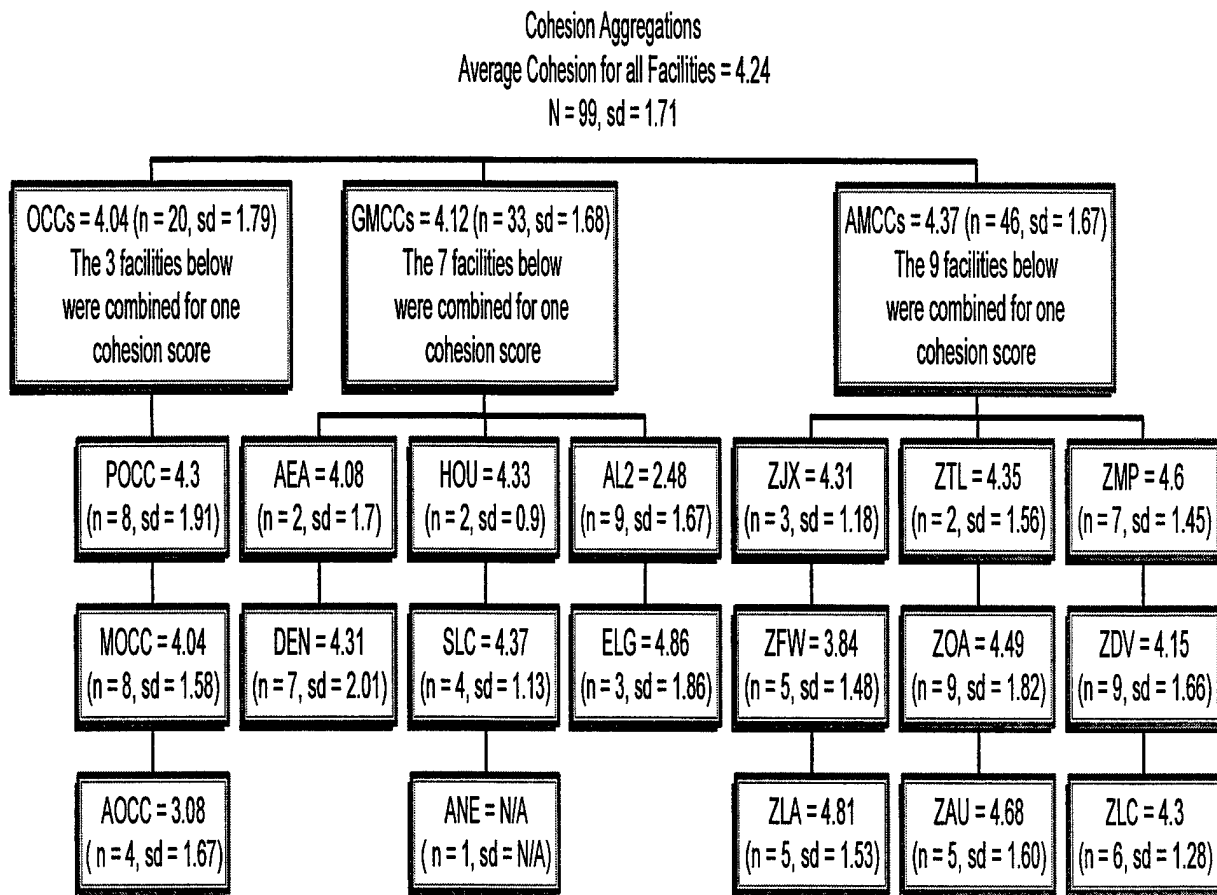 Cohesion Aggregations
Average Cohesion for all Facilities = 4.24
N = 99, sd = 1.71
OCCs = 4.04 (n = 20, sd = 1.79)
The 3 facilities below
were combined for one
cohesion score
GMCCs = 4.12 (n = 33, sd = 1.68)
The 7 facilities below
were combined for one
cohesion score
AMCCs = 4.37 (n = 46, sd = 1.67)
The 9 facilities below
were combined for one
cohesion score
POCC = 4.3
(n = 8, sd = 1.91)
AEA = 4.08
(n = 2, sd = 1.7)
HOU = 4.33
(n = 2, sd = 0.9)
AL2 = 2.48
(n = 9, sd = 1.67)
ZJX = 4.31
(n = 3, sd = 1.18)
ZTL = 4.35
(n = 2, sd = 1.56)
ZMP = 4.6
(n = 7, sd = 1.45)
MOCC = 4.04
(n = 8, sd = 1.58)
DEN = 4.31
(n = 7, sd = 2.01)
SLC = 4.37
(n = 4, sd = 1.13)
ELG = 4.86
(n = 3, sd = 1.86)
ZFW = 3.84
(n = 5, sd = 1.48)
ZOA = 4.49
(n = 9, sd = 1.82)
ZDV = 4.15
(n = 9, sd = 1.66)
AOCC = 3.08
( n = 4, sd = 1.67)
ANE = N/A
( n = 1, sd = N/A)
ZLA = 4.81
(n = 5, sd = 1.53)
ZAU = 4.68
(n = 5, sd = 1.60)
ZLC = 4.3
(n = 6, sd = 1.28)